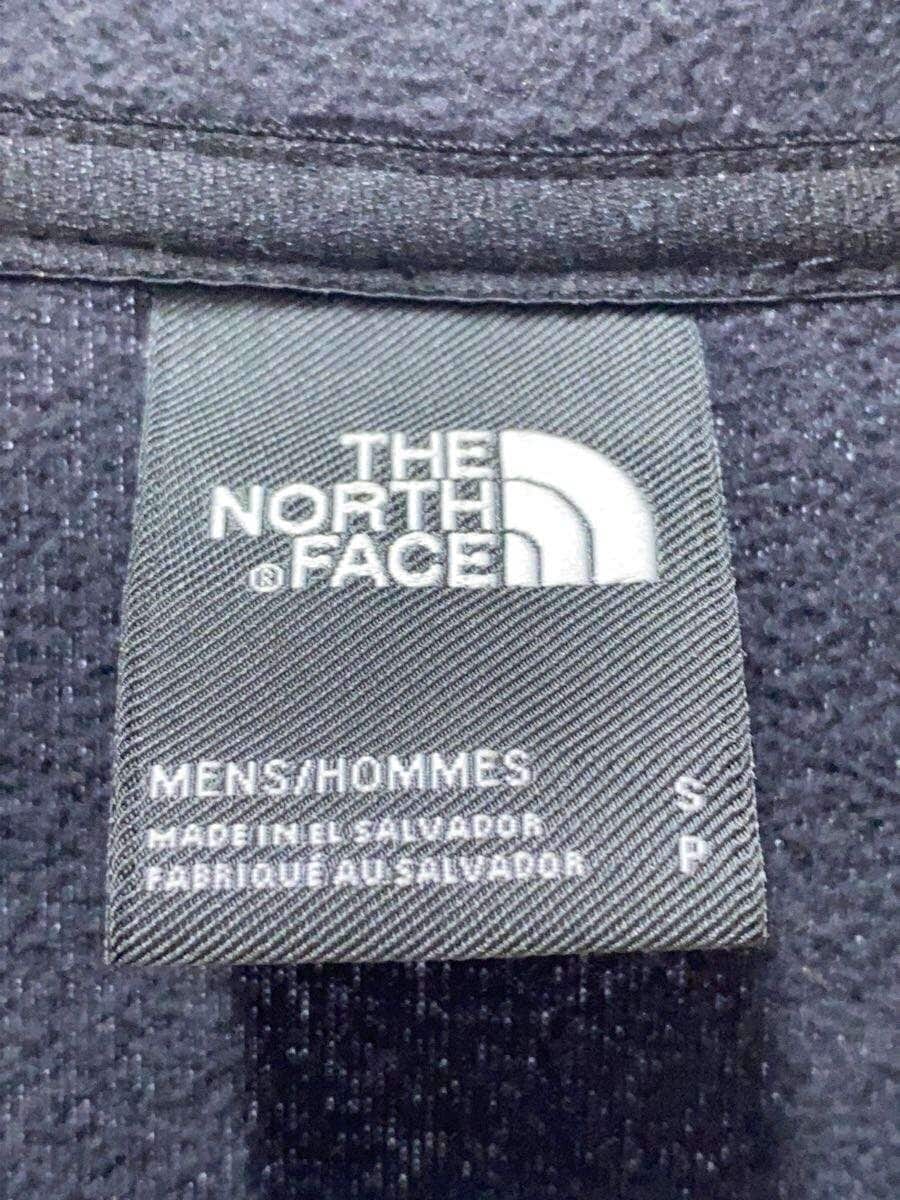 THE
NORTH
® FACE
MENS/HOMMES S
MADE IN EL SALVADOR
FABRIQUÉ AU SALVADOR P